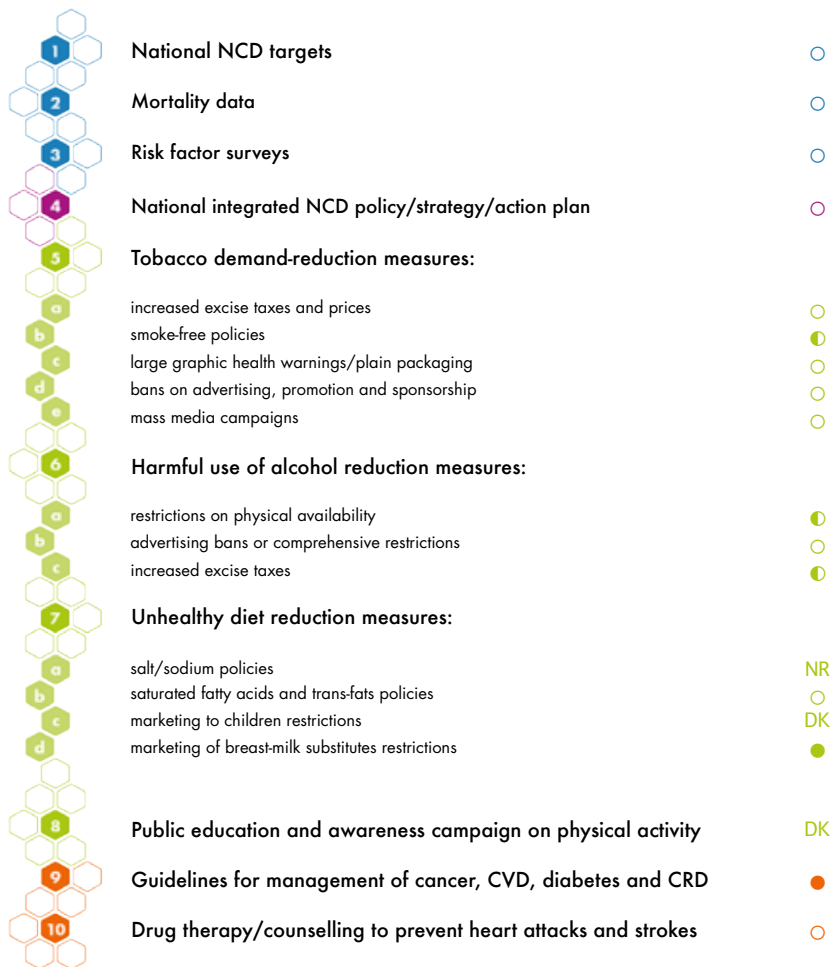 1 National NCD targets ○
2 Mortality data ○
3 Risk factor surveys ○
4 National integrated NCD policy/strategy/action plan ○
5 Tobacco demand-reduction measures:
a increased excise taxes and prices ○
b smoke-free policies ◐
c large graphic health warnings/plain packaging ○
d bans on advertising, promotion and sponsorship ○
e mass media campaigns ○
6 Harmful use of alcohol reduction measures:
a restrictions on physical availability ◐
b advertising bans or comprehensive restrictions ○
c increased excise taxes ◐
7 Unhealthy diet reduction measures:
a salt/sodium policies NR
b saturated fatty acids and trans-fats policies ○
c marketing to children restrictions DK
d marketing of breast-milk substitutes restrictions ●
8 Public education and awareness campaign on physical activity DK
9 Guidelines for management of cancer, CVD, diabetes and CRD ●
10 Drug therapy/counselling to prevent heart attacks and strokes ○